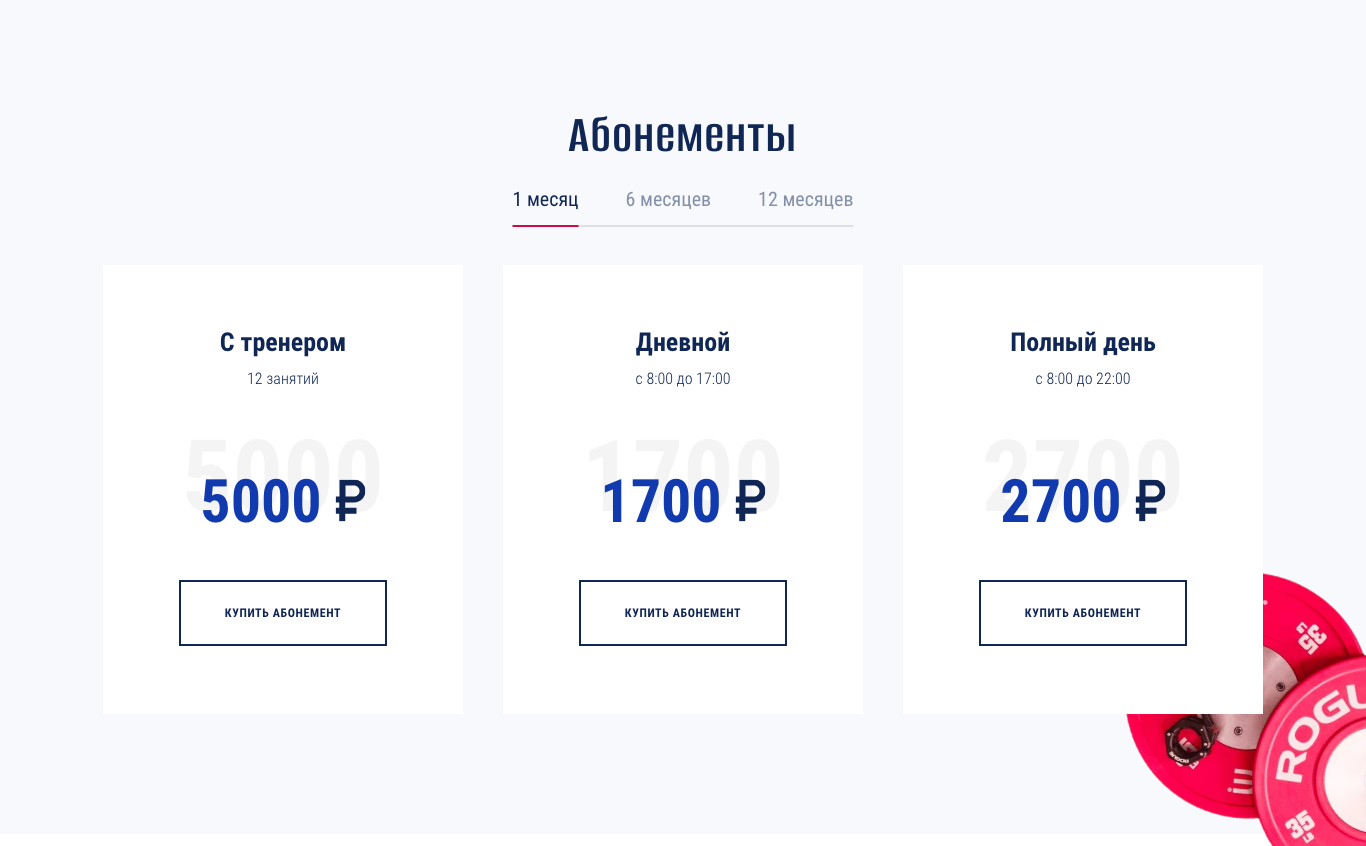 Абонементы
1 месяц 6 месяцев 12 месяцев
С тренером
12 занятий
5000
5000 ₽
КУПИТЬ АБОНЕМЕНТ
Дневной
с 8:00 до 17:00
1700
1700 ₽
КУПИТЬ АБОНЕМЕНТ
Полный день
с 8:00 до 22:00
2700
2700 ₽
КУПИТЬ АБОНЕМЕНТ
35
ROGU
35